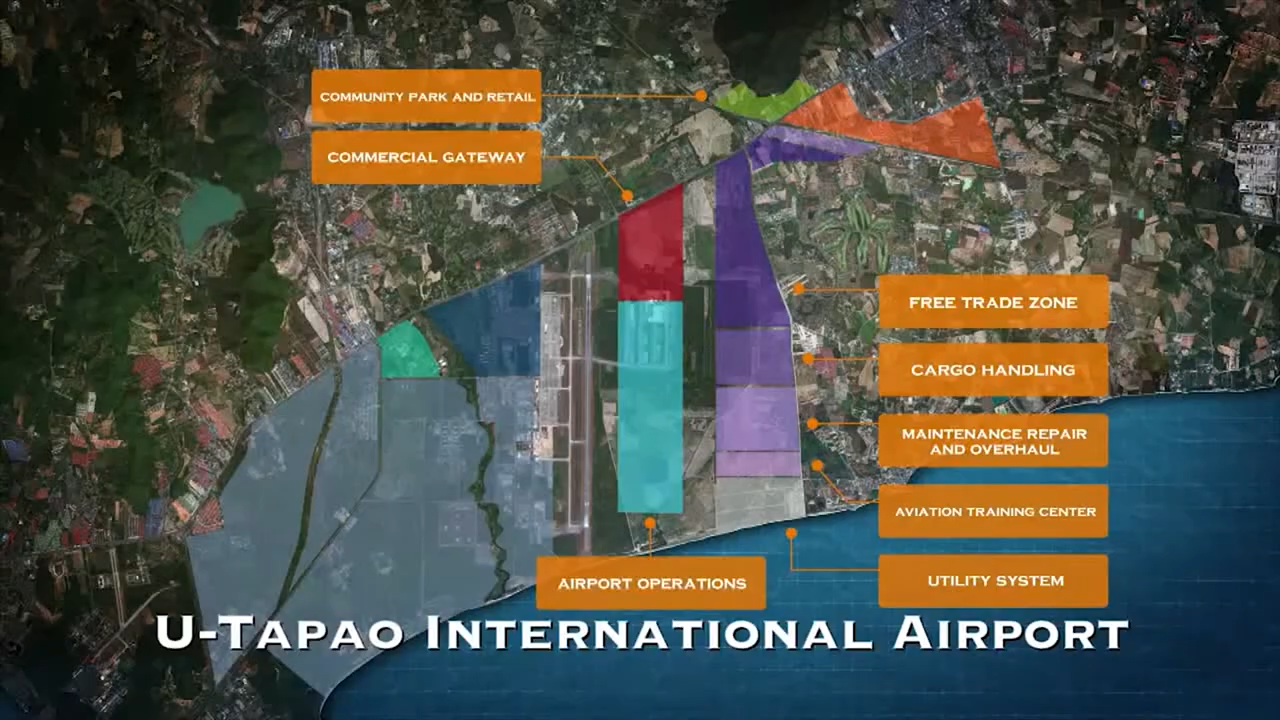 COMMUNITY PARK AND RETAIL
COMMERCIAL GATEWAY
FREE TRADE ZONE
CARGO HANDLING
MAINTENANCE REPAIR
AND OVERHAUL
AVIATION TRAINING CENTER
UTILITY SYSTEM
AIRPORT OPERATIONS
U-TAPAO INTERNATIONAL AIRPORT